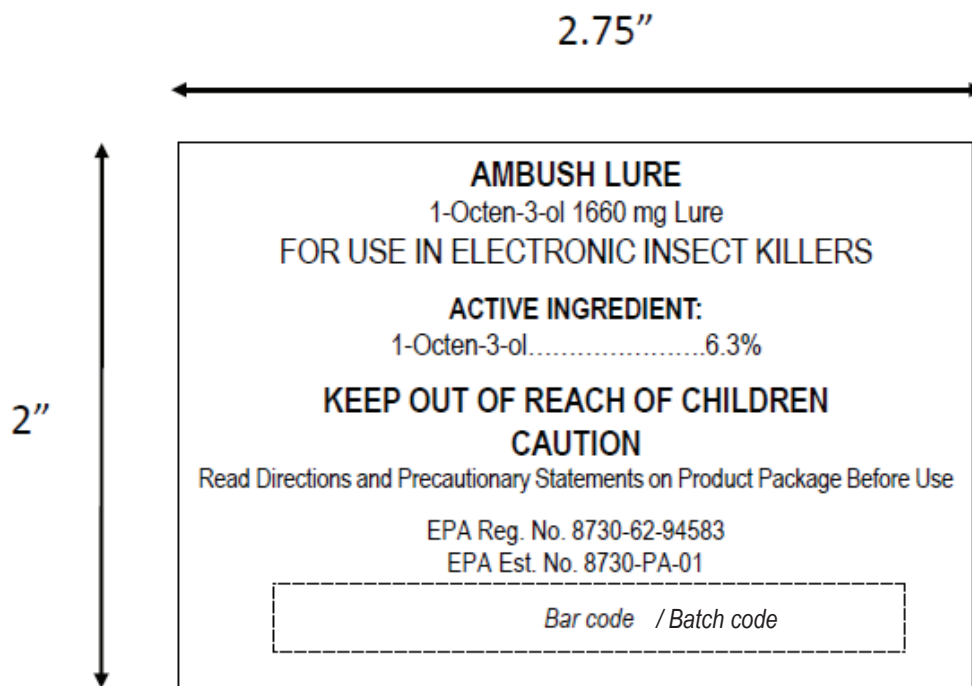 2.75”
2”
AMBUSH LURE
1-Octen-3-ol 1660 mg Lure
FOR USE IN ELECTRONIC INSECT KILLERS
ACTIVE INGREDIENT:
1-Octen-3-ol......................6.3%
KEEP OUT OF REACH OF CHILDREN
CAUTION
Read Directions and Precautionary Statements on Product Package Before Use
EPA Reg. No. 8730-62-94583
EPA Est. No. 8730-PA-01
Bar code / Batch code